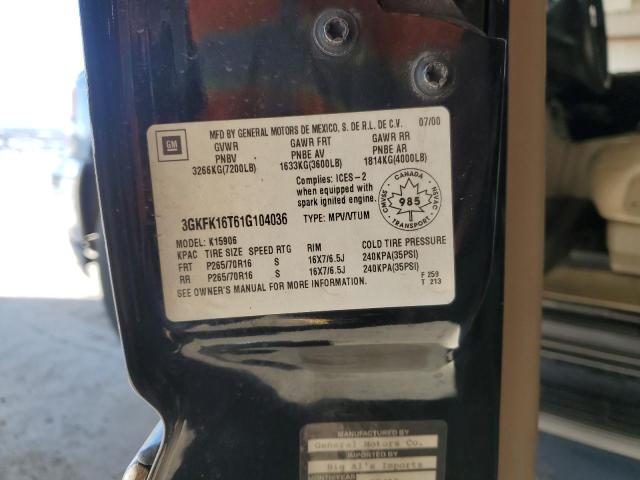 GM
MFD BY GENERAL MOTORS DE MEXICO, S. DE R.L. DE C.V. 07/00
GVWR GAWR FRT GAWR RR
PNBV PNBE AV PNBE AR
3266KG(7200LB) 1633KG(3600LB) 1814KG(4000LB)
Complies: ICES-2
when equipped with
spark ignited engine.
CANADA
CMVSS NSVAC
985
TRANSPORT
3GKFK16T61G104036 TYPE: MPV/VTUM
MODEL: K15906
KPAC TIRE SIZE SPEED RTG RIM COLD TIRE PRESSURE
FRT P265/70R16 S 16X7/6.5J 240KPA(35PSI)
RR P265/70R16 S 16X7/6.5J 240KPA(35PSI)
SEE OWNER'S MANUAL FOR MORE INFORMATION. F 259
T 213
MANUFACTURED BY
General Motors Co.
IMPORTED BY
Big Al's Imports